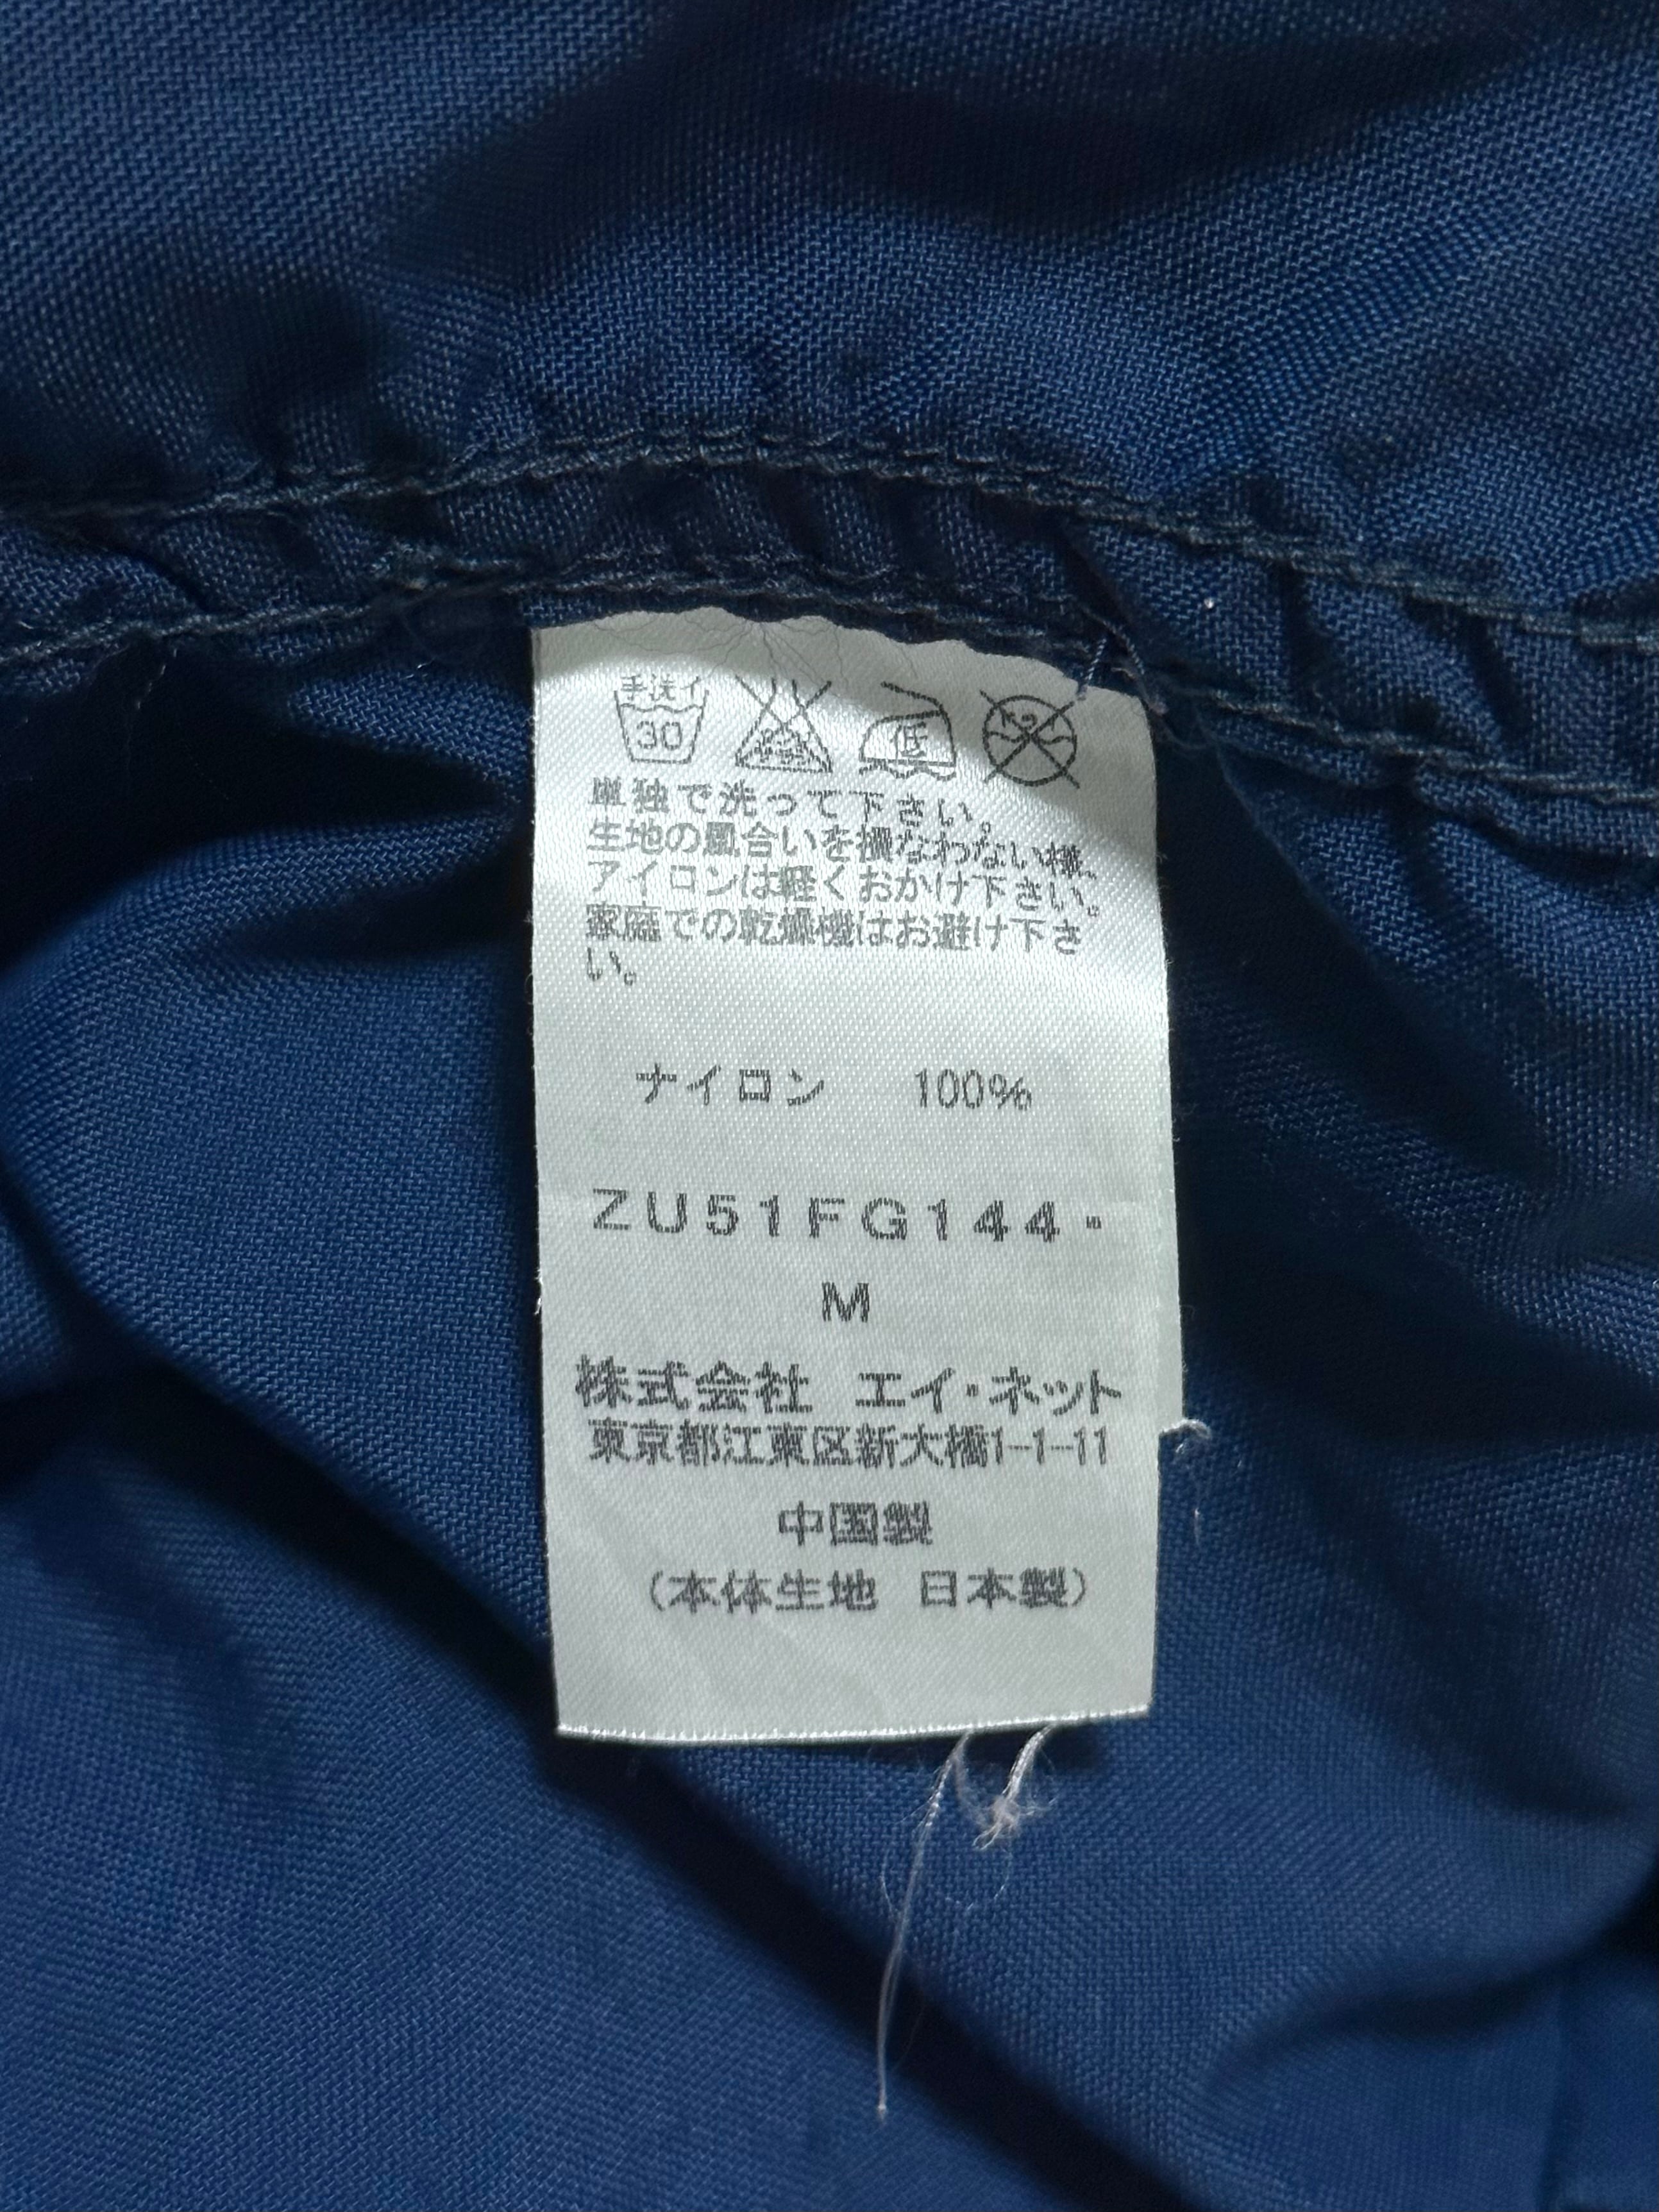 手洗イ
30 低
単独で洗って下さい。
生地の風合いを損なわない様、
アイロンは軽くおかけ下さい。
家庭での乾燥機はお避け下さ
い。
ナイロン 100%
ZU51FG144-
M
株式会社 エイ・ネット
東京都江東区新大橋1-1-11
中国製
(本体生地 日本製)